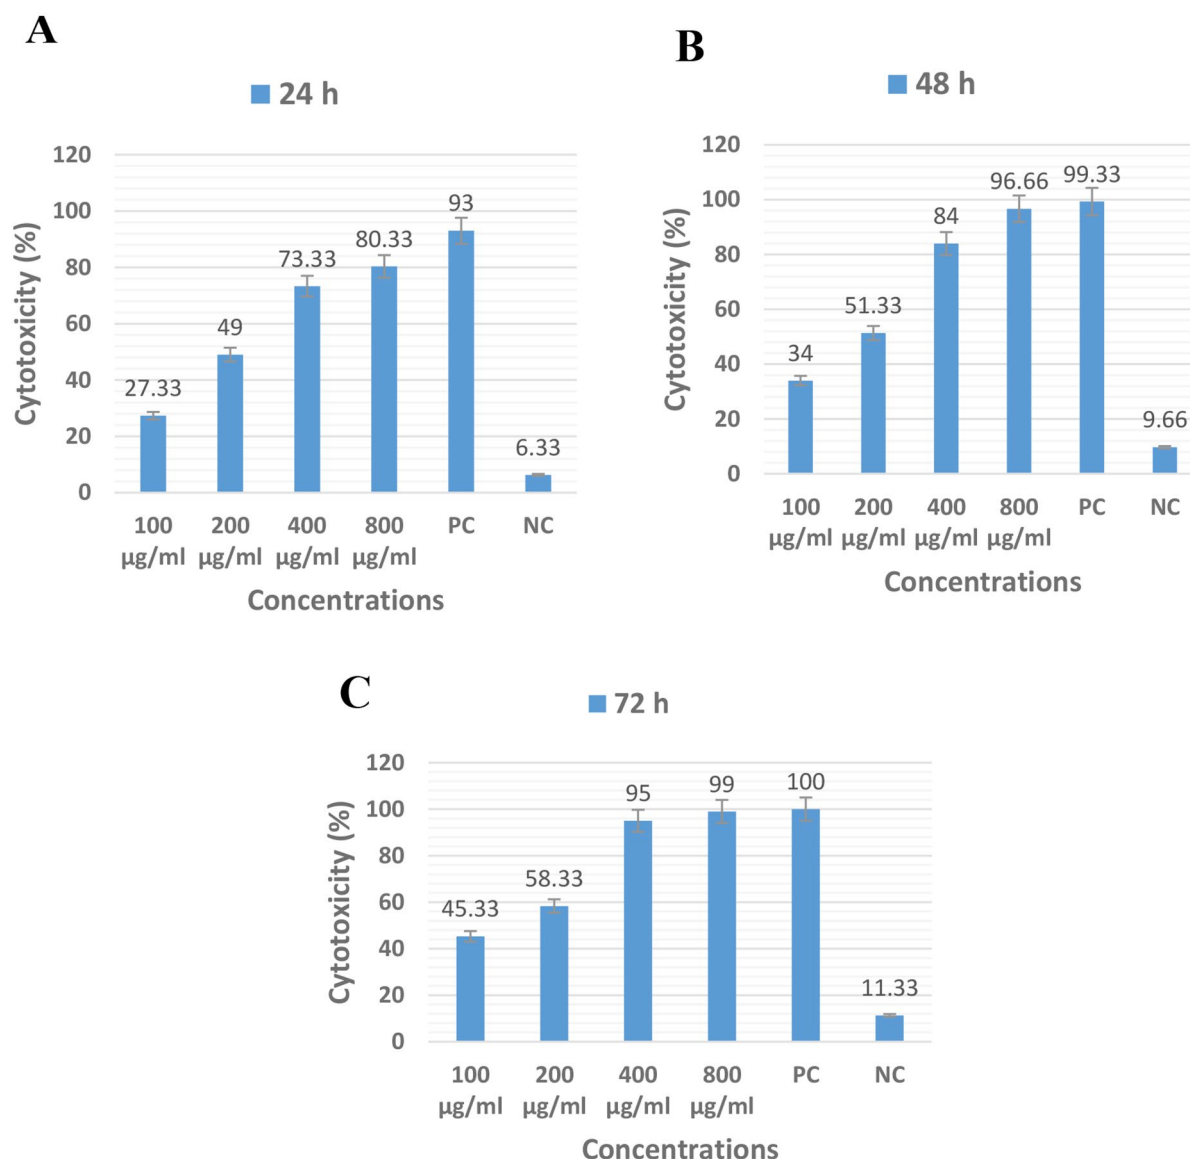 A
24 h
120
100
80
60
40
20
0
Cytotoxicity (%)
27.33
49
73.33
80.33
93
6.33
100 200 400 800 PC NC
µg/ml µg/ml µg/ml µg/ml
Concentrations
B
48 h
120
100
80
60
40
20
0
Cytotoxicity (%)
34
51.33
84
96.66
99.33
9.66
100 200 400 800 PC NC
µg/ml µg/ml µg/ml µg/ml
Concentrations
C
72 h
120
100
80
60
40
20
0
Cytotoxicity (%)
45.33
58.33
95
99
100
11.33
100 200 400 800 PC NC
µg/ml µg/ml µg/ml µg/ml
Concentrations